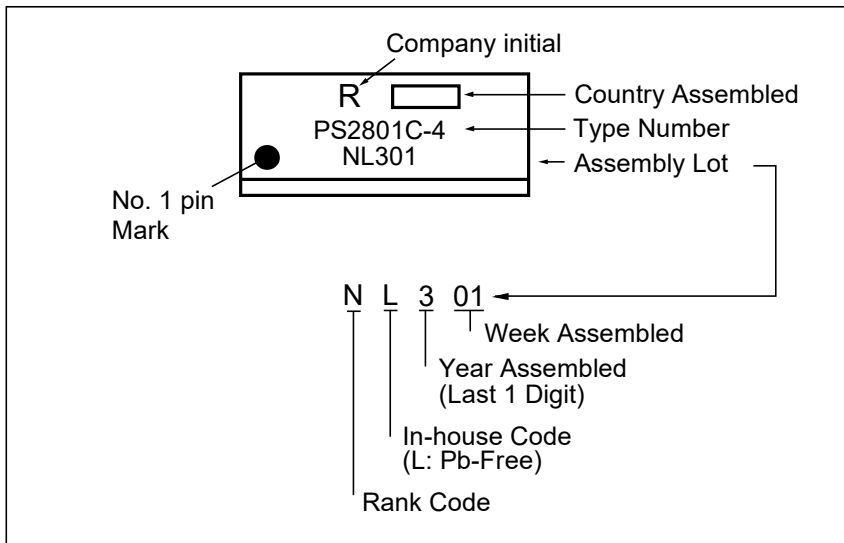 Company initial
R
Country Assembled
PS2801C-4
Type Number
NL301
Assembly Lot
No. 1 pin
Mark
N L 3 01
Week Assembled
Year Assembled
(Last 1 Digit)
In-house Code
(L: Pb-Free)
Rank Code